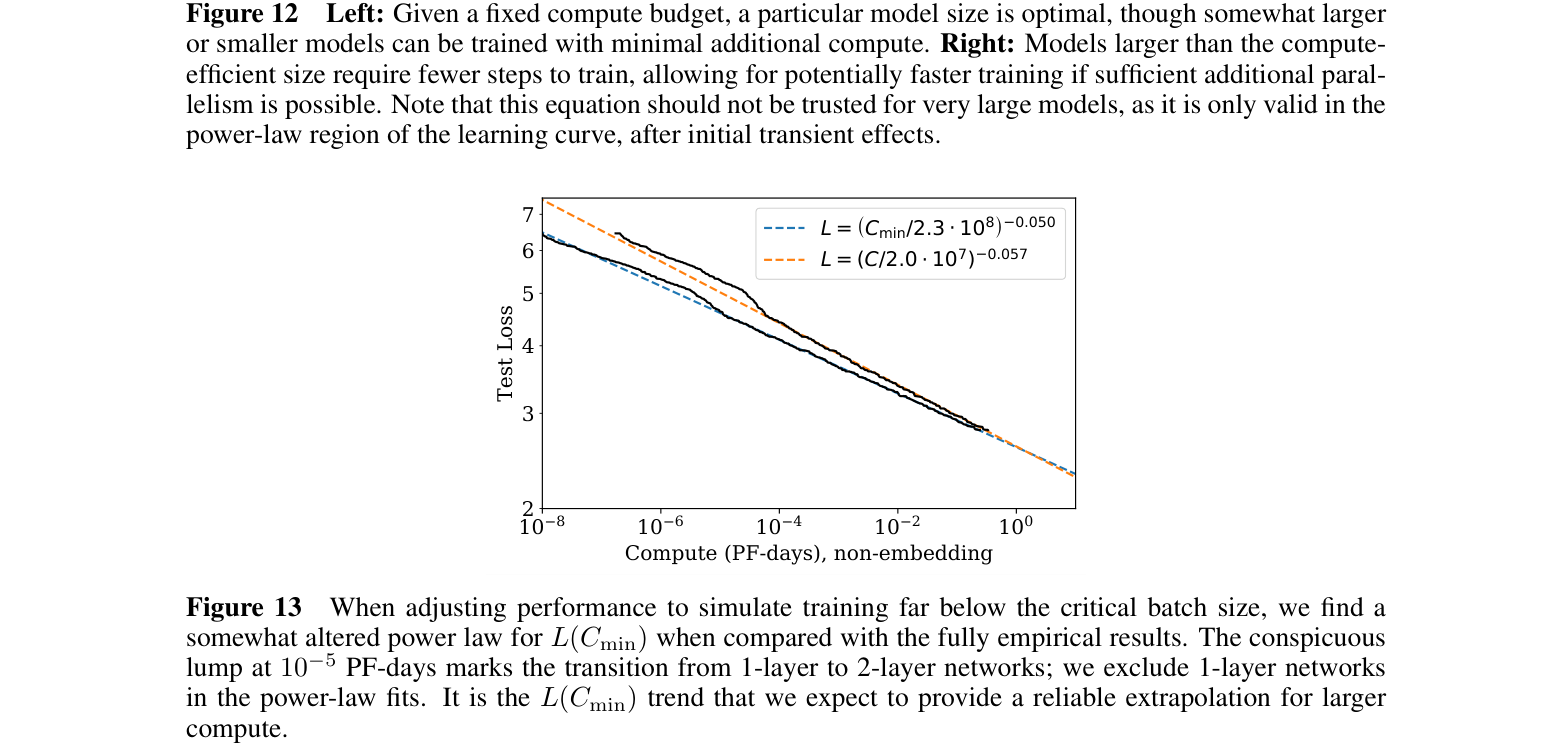 Figure 12 Left: Given a fixed compute budget, a particular model size is optimal, though somewhat larger
or smaller models can be trained with minimal additional compute. Right: Models larger than the compute-
efficient size require fewer steps to train, allowing for potentially faster training if sufficient additional paral-
lelism is possible. Note that this equation should not be trusted for very large models, as it is only valid in the
power-law region of the learning curve, after initial transient effects.
7
6
5
4
3
2
Test Loss
L = (C_min/2.3 · 10⁸)^−0.050
L = (C/2.0 · 10⁷)^−0.057
10⁻⁸ 10⁻⁶ 10⁻⁴ 10⁻² 10⁰
Compute (PF-days), non-embedding
Figure 13 When adjusting performance to simulate training far below the critical batch size, we find a
somewhat altered power law for L(C_min) when compared with the fully empirical results. The conspicuous
lump at 10⁻⁵ PF-days marks the transition from 1-layer to 2-layer networks; we exclude 1-layer networks
in the power-law fits. It is the L(C_min) trend that we expect to provide a reliable extrapolation for larger
compute.